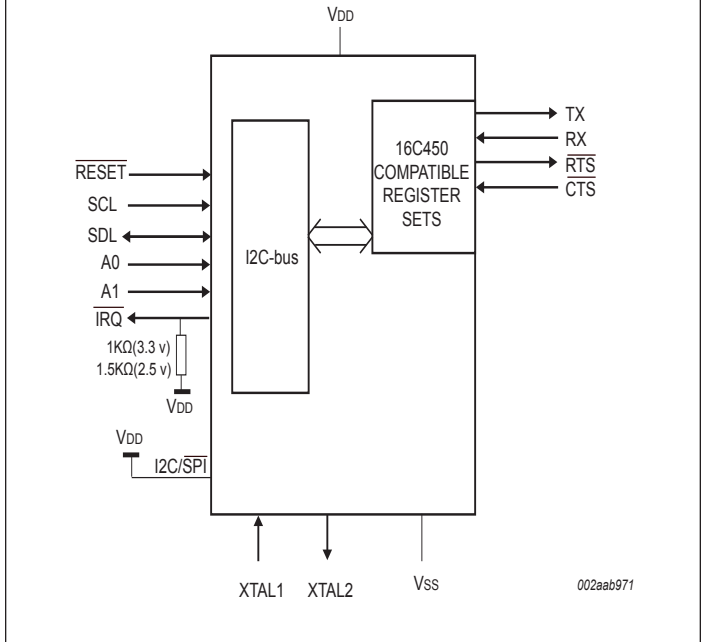 VDD
RESET
SCL
SDL
A0
A1
IRQ
1KΩ(3.3 v)
1.5KΩ(2.5 v)
VDD
VDD
I2C/SPI
I2C-bus
16C450
COMPATIBLE
REGISTER
SETS
TX
RX
RTS
CTS
XTAL1
XTAL2
VSS
002aab971